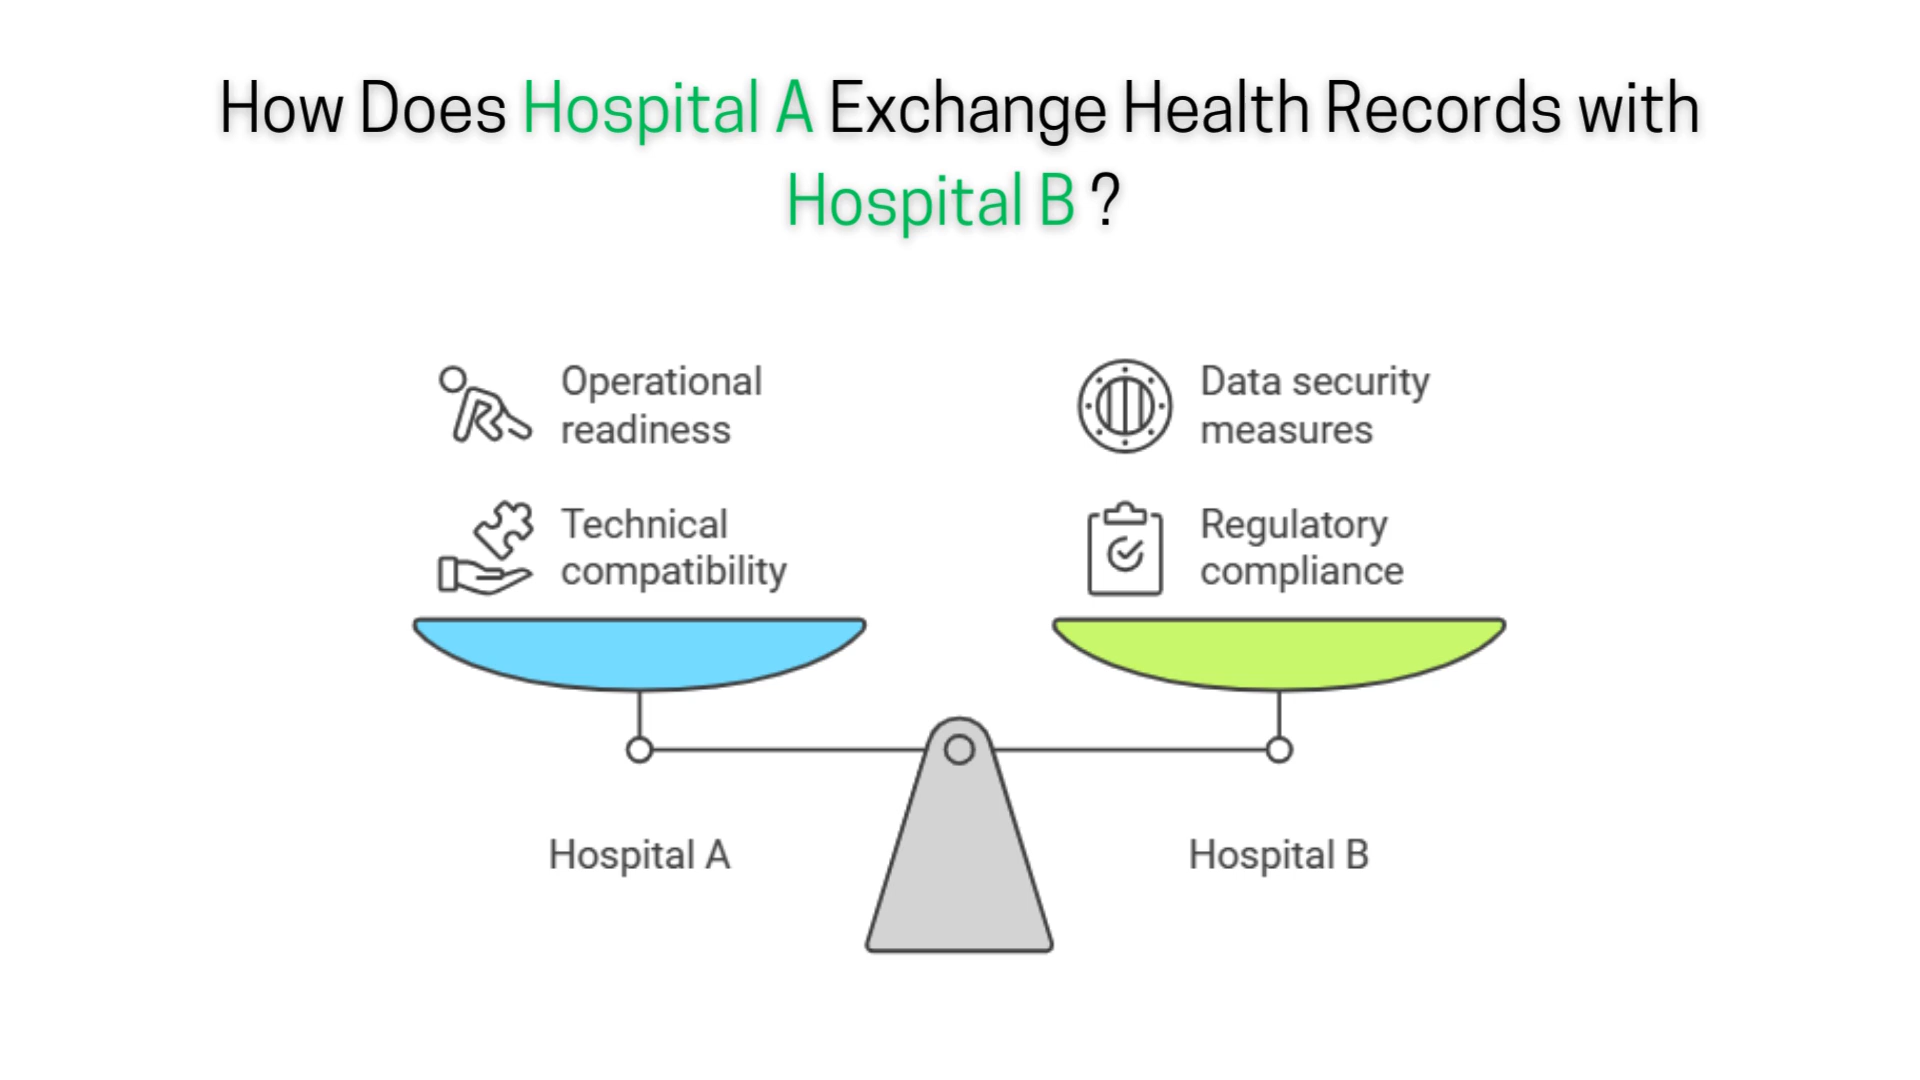 How Does Hospital A Exchange Health Records with
Hospital B ?
Operational
readiness
Technical
compatibility
Data security
measures
Regulatory
compliance
Hospital A
Hospital B